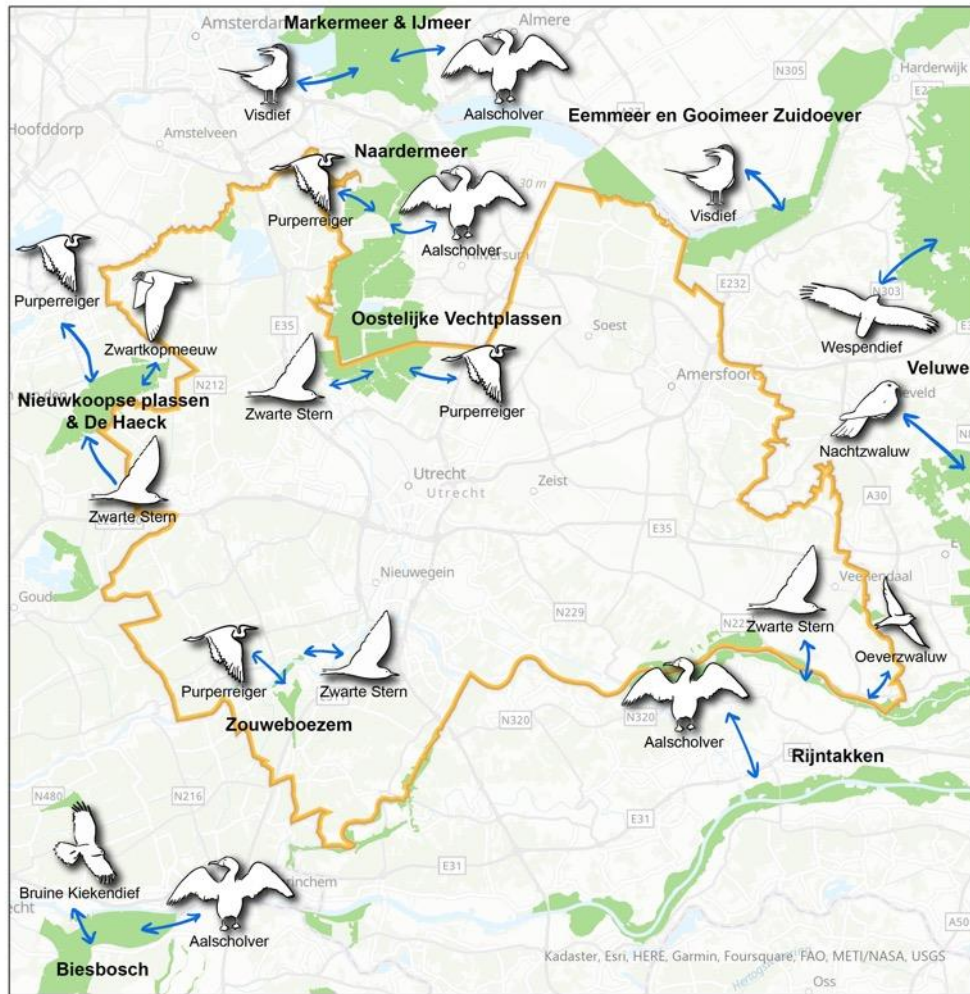 Amsterdam
Markermeer & IJmeer
Almere
Visdief
Aalscholver
N305
Harderwijk
Hoofddorp
Amstelveen
Eemmeer en Gooimeer Zuidoever
Naardermeer
30 m
Purperreiger
Aalscholver
Visdief
Purperreiger
E232
N303
Zwartkopmeeuw
E35
Oostelijke Vechtplassen
Soest
Wespendief
Amersfoort
Veluwe
N212
Nieuwkoopse plassen
& De Haeck
Zwarte Stern
Purperreiger
Nachtzwaluw
Utrecht
Utrecht
Zeist
Zwarte Stern
A30
E35
Nieuwegein
Veenendaal
N229
Zwarte Stern
Oeverzwaluw
Purperreiger
Zwarte Stern
Zouweboezem
N320
N320
Aalscholver
Rijntakken
N480
N216
E31
E31
Bruine Kiekendief
Aalscholver
Biesbosch
A50
Kadaster, Esri, HERE, Garmin, Foursquare, FAO, METI/NASA, USGS
Oss